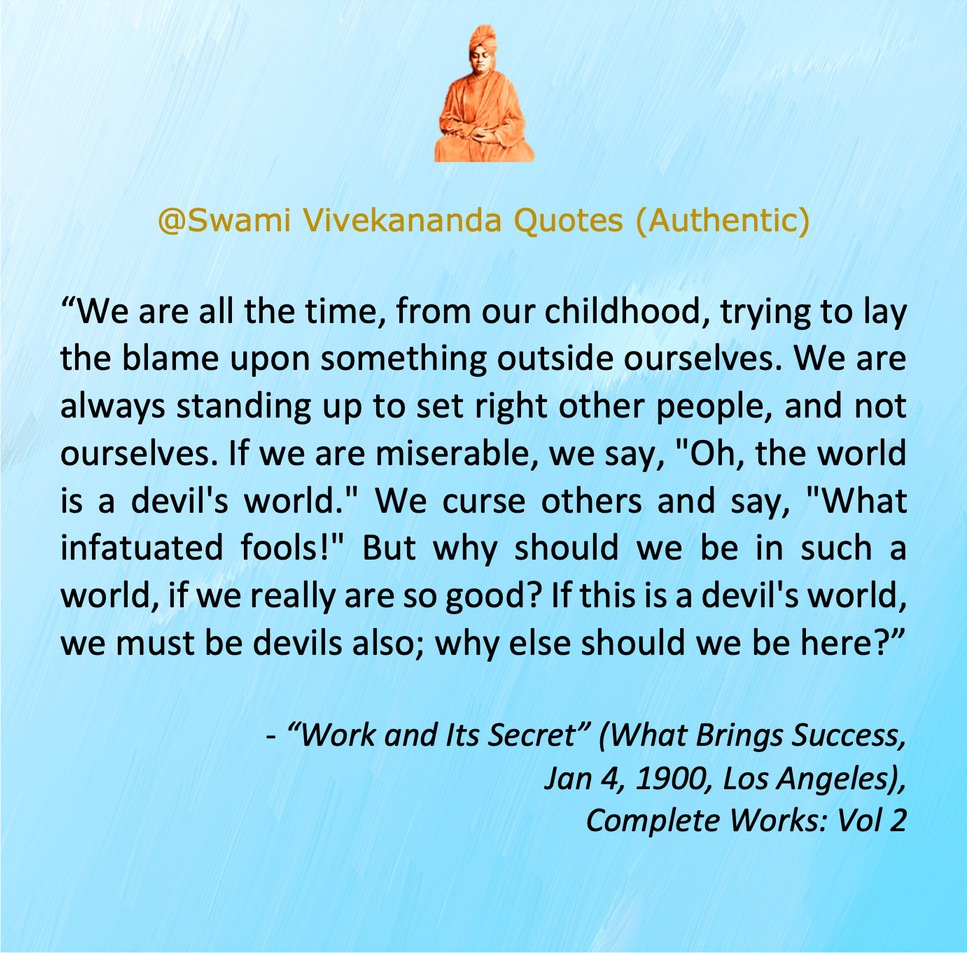 @Swami Vivekananda Quotes (Authentic)
“We are all the time, from our childhood, trying to lay
the blame upon something outside ourselves. We are
always standing up to set right other people, and not
ourselves. If we are miserable, we say, "Oh, the world
is a devil's world." We curse others and say, "What
infatuated fools!" But why should we be in such a
world, if we really are so good? If this is a devil's world,
we must be devils also; why else should we be here?”
- “Work and Its Secret” (What Brings Success,
Jan 4, 1900, Los Angeles),
Complete Works: Vol 2